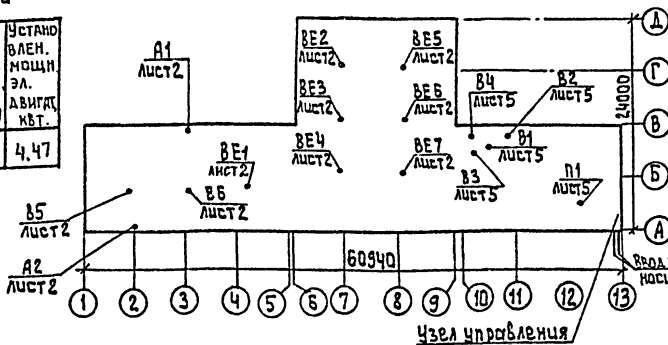 УСТАНО
ВЛЕН.
МОЩН
ЭЛ.
ДВИГАТ,
КВТ.
4.47
А1
ЛИСТ2
ВЕ2
ЛИСТ2
ВЕ5
ЛИСТ2
ВЕ3
ЛИСТ2
ВЕ6
ЛИСТ2
В4
ЛИСТ5
В2
ЛИСТ5
ВЕ4
ЛИСТ2
ВЕ7
ЛИСТ2
В1
ЛИСТ5
В3
ЛИСТ5
ВЕ1
ЛИСТ2
В6
ЛИСТ2
П1
ЛИСТ5
В5
ЛИСТ2
А2
ЛИСТ2
Д
Г
В
Б
А
24000
60940
ВВОД
1 2 3 4 5 6 7 8 9 10 11 12 13
Узел управления